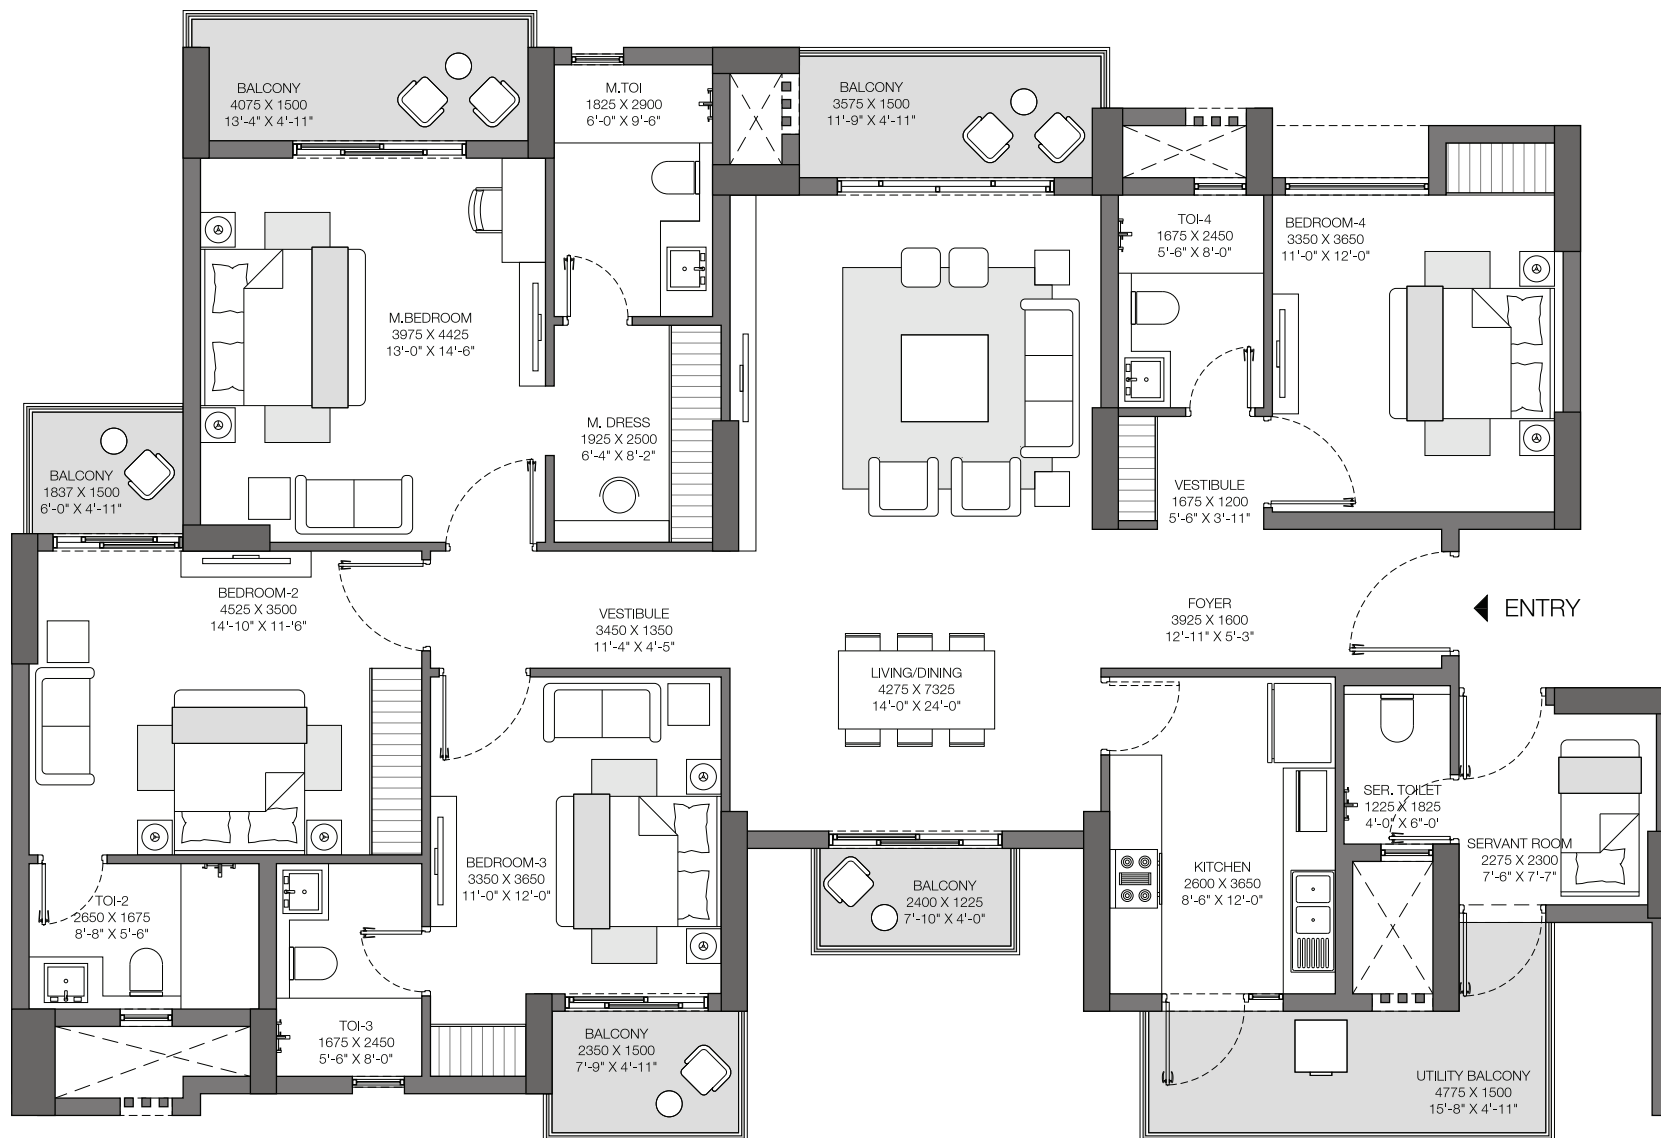 BALCONY
4075 X 1500
13'-4" X 4'-11"
M.TOI
1825 X 2900
6'-0" X 9'-6"
BALCONY
3575 X 1500
11'-9" X 4'-11"
TOI-4
1675 X 2450
5'-6" X 8'-0"
BEDROOM-4
3350 X 3650
11'-0" X 12'-0"
M.BEDROOM
3975 X 4425
13'-0" X 14'-6"
M. DRESS
1925 X 2500
6'-4" X 8'-2"
BALCONY
1837 X 1500
6'-0" X 4'-11"
VESTIBULE
1675 X 1200
5'-6" X 3'-11"
BEDROOM-2
4525 X 3500
14'-10" X 11-'6"
VESTIBULE
3450 X 1350
11'-4" X 4'-5"
FOYER
3925 X 1600
12'-11" X 5'-3"
ENTRY
LIVING/DINING
4275 X 7325
14'-0" X 24'-0"
SER. TOILET
1225 X 1825
4'-0" X 6'-0"
SERVANT ROOM
2275 X 2300
7'-6" X 7'-7"
BEDROOM-3
3350 X 3650
11'-0" X 12'-0"
KITCHEN
2600 X 3650
8'-6" X 12'-0"
BALCONY
2400 X 1225
7'-10" X 4'-0"
TOI-2
2650 X 1675
8'-8" X 5'-6"
TOI-3
1675 X 2450
5'-6" X 8'-0"
BALCONY
2350 X 1500
7'-9" X 4'-11"
UTILITY BALCONY
4775 X 1500
15'-8" X 4'-11"